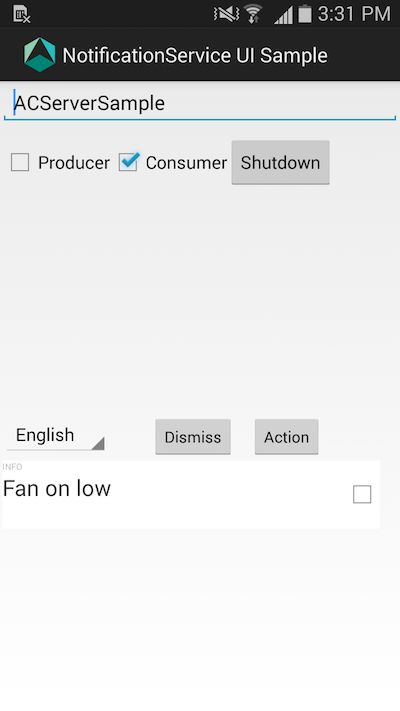 3:31 PM
NotificationService UI Sample
ACServerSample
Producer Consumer Shutdown
English Dismiss Action
INFO
Fan on low